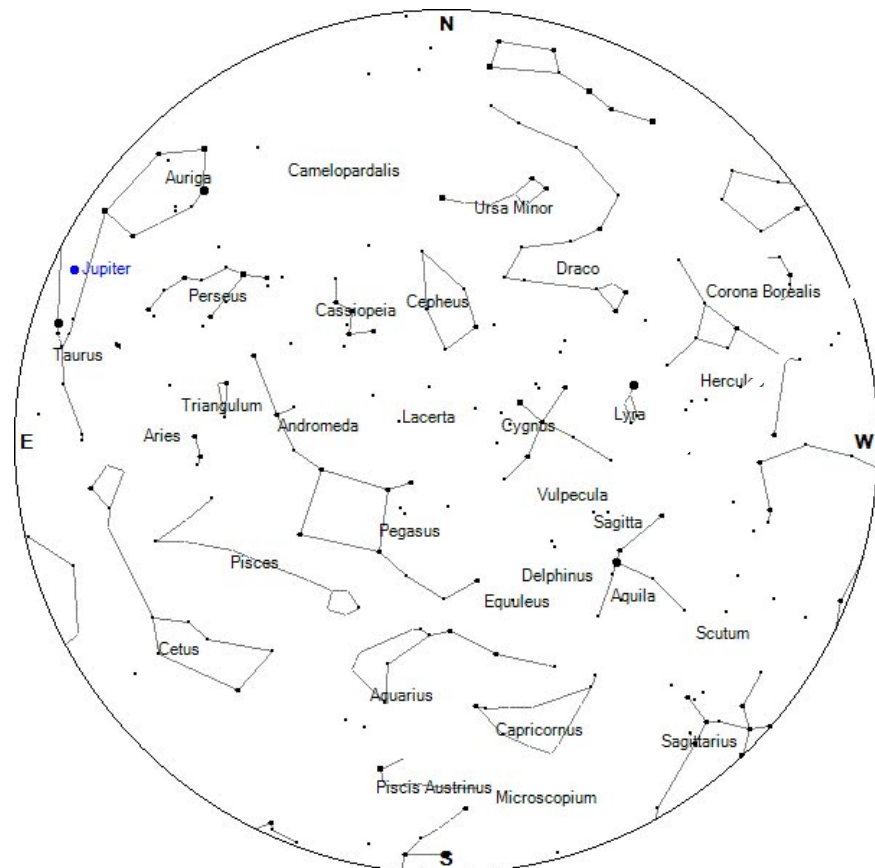 N
Camelopardalis
Auriga
Ursa Minor
Jupiter
Draco
Perseus
Corona Borealis
Cassiopeia
Cepheus
Taurus
Hercul
Triangulum
Andromeda
Lacerta
Cygnus
Lyra
E
Aries
W
Vulpecula
Pegasus
Sagitta
Pisces
Delphinus
Equuleus
Aquila
Scutum
Cetus
Aquarius
Capricornus
Sagittarius
Piscis Austrinus
Microscopium
S